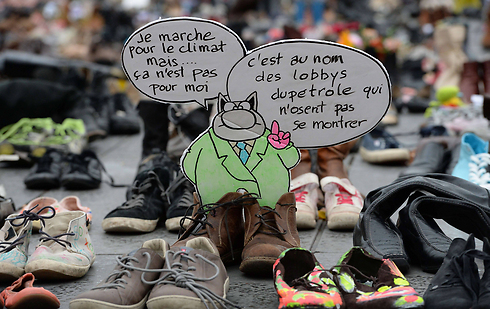 Je marche
pour le climat
mais....
ça n'est pas
pour moi
c'est au nom
des lobbys
du petrole qui
n'osent pas
se montrer